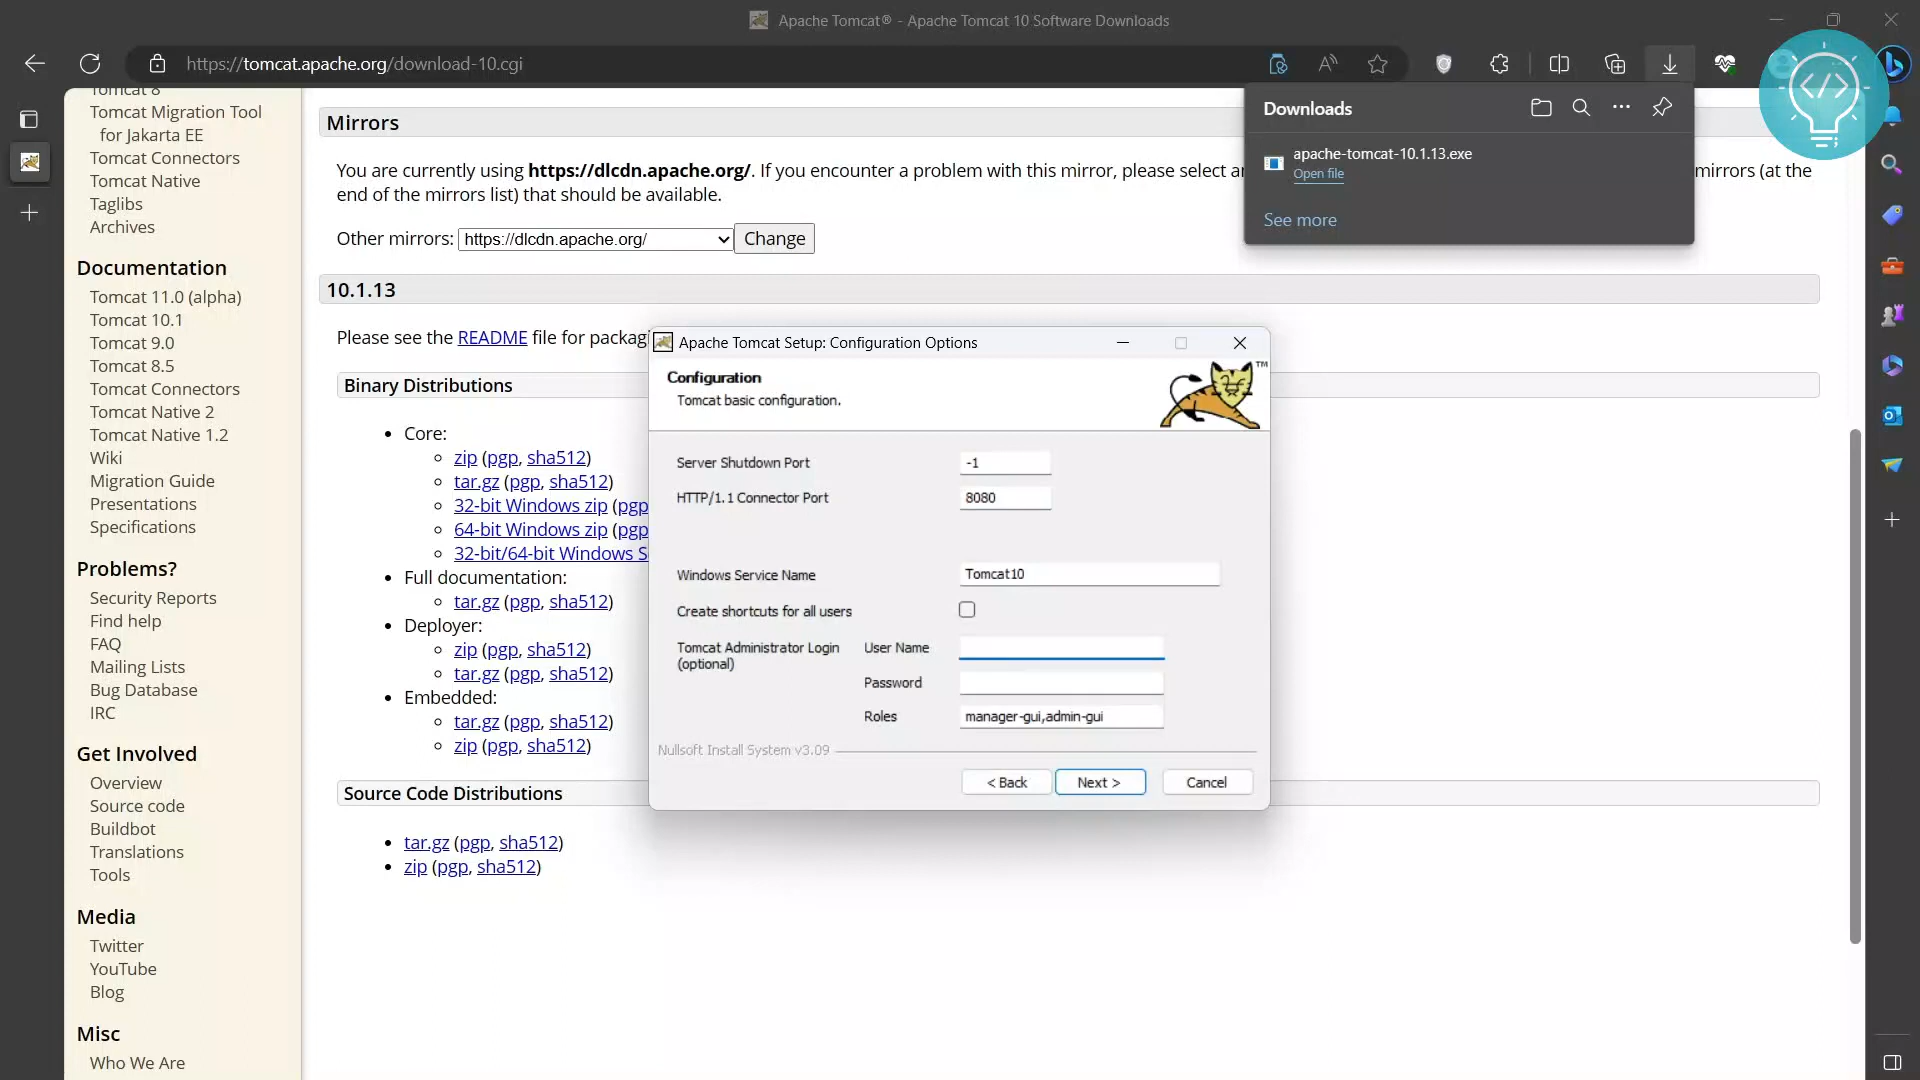 Apache Tomcat® - Apache Tomcat 10 Software Downloads
https://tomcat.apache.org/download-10.cgi
Tomcat 8
Tomcat Migration Tool
for Jakarta EE
Tomcat Connectors
Tomcat Native
Taglibs
Archives
Documentation
Tomcat 11.0 (alpha)
Tomcat 10.1
Tomcat 9.0
Tomcat 8.5
Tomcat Connectors
Tomcat Native 2
Tomcat Native 1.2
Wiki
Migration Guide
Presentations
Specifications
Problems?
Security Reports
Find help
FAQ
Mailing Lists
Bug Database
IRC
Get Involved
Overview
Source code
Buildbot
Translations
Tools
Media
Twitter
YouTube
Blog
Misc
Who We Are
Mirrors
You are currently using https://dlcdn.apache.org/. If you encounter a problem with this mirror, please select mirrors (at the
end of the mirrors list) that should be available.
Other mirrors: https://dlcdn.apache.org/ Change
10.1.13
Please see the README file for packagi
Binary Distributions
• Core:
zip (pgp, sha512)
tar.gz (pgp, sha512)
32-bit Windows zip (pgp
64-bit Windows zip (pgp
32-bit/64-bit Windows S
• Full documentation:
tar.gz (pgp, sha512)
• Deployer:
zip (pgp, sha512)
tar.gz (pgp, sha512)
• Embedded:
tar.gz (pgp, sha512)
zip (pgp, sha512)
Source Code Distributions
• tar.gz (pgp, sha512)
• zip (pgp, sha512)
Downloads
apache-tomcat-10.1.13.exe
Open file
See more
Apache Tomcat Setup: Configuration Options
Configuration
Tomcat basic configuration.
TM
Server Shutdown Port -1
HTTP/1.1 Connector Port 8080
Windows Service Name Tomcat10
Create shortcuts for all users
Tomcat Administrator Login User Name
(optional)
Password
Roles manager-gui,admin-gui
Nullsoft Install System v3.09
< Back Next > Cancel